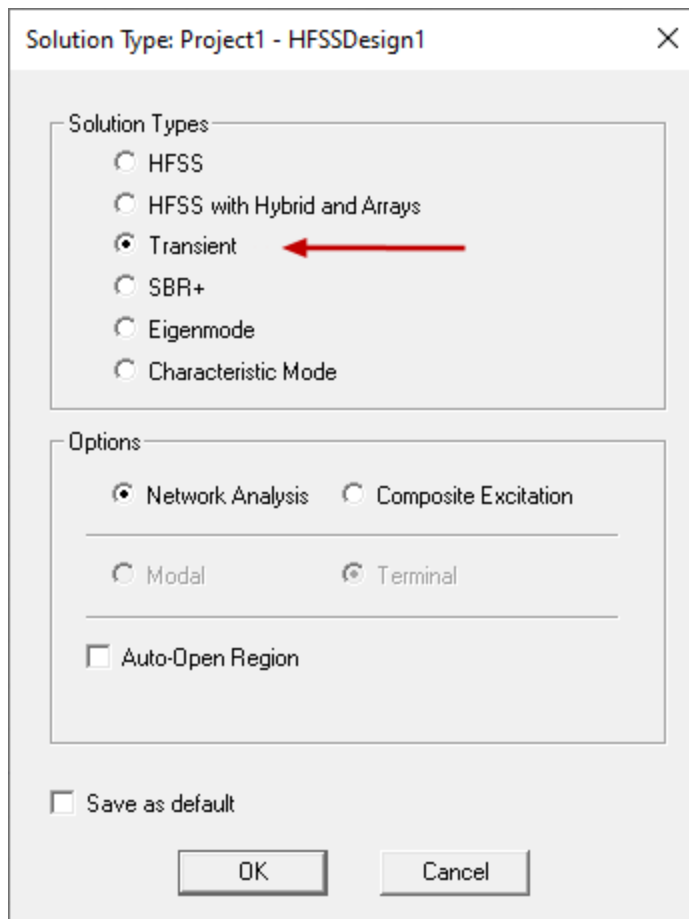 Solution Type: Project1 - HFSSDesign1
Solution Types
HFSS
HFSS with Hybrid and Arrays
Transient
SBR+
Eigenmode
Characteristic Mode
Options
Network Analysis Composite Excitation
Modal Terminal
Auto-Open Region
Save as default
OK Cancel